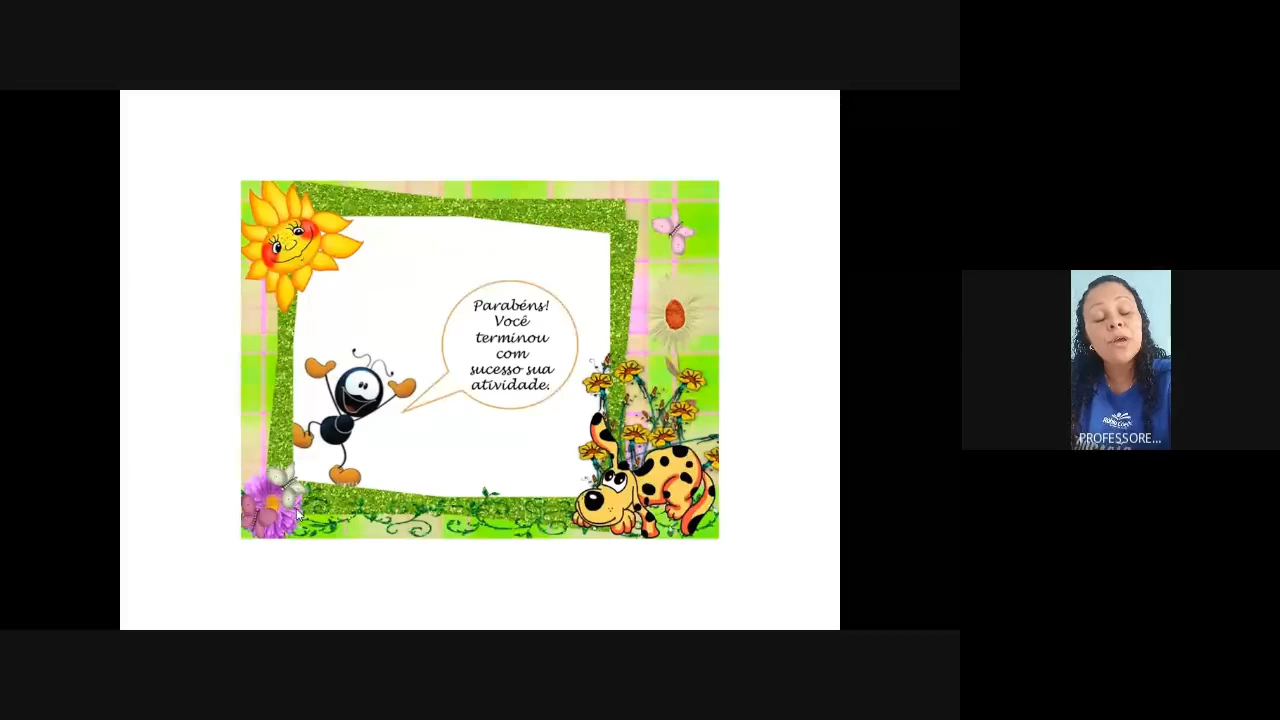 Parabéns!
Você
terminou
com
sucesso sua
atividade.
PROFESSORE...